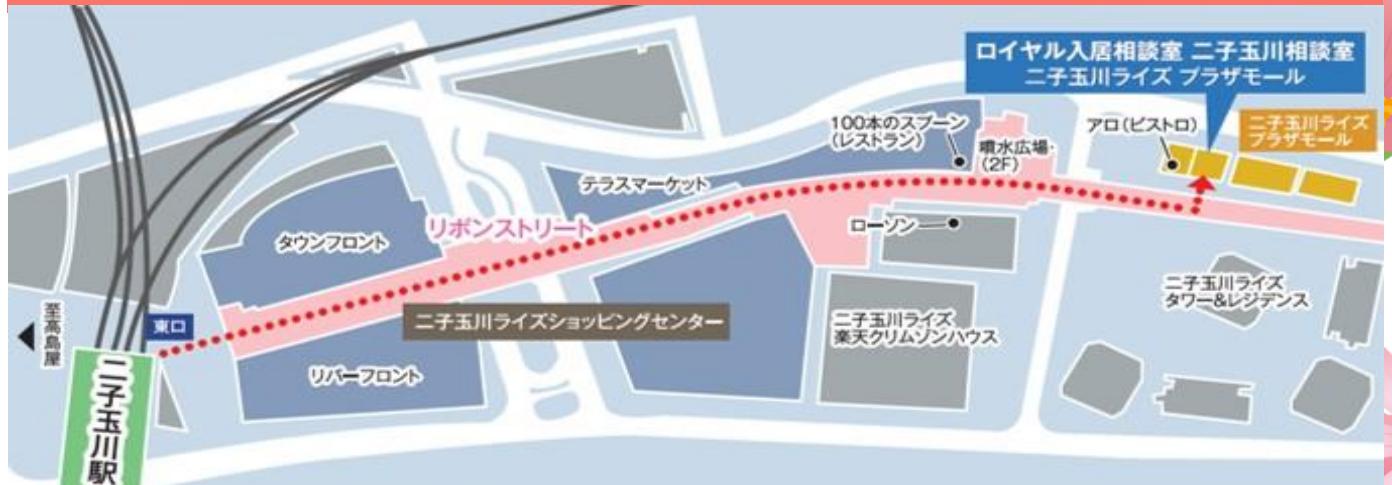 ロイヤル入居相談室 二子玉川相談室
二子玉川ライズ プラザモール
100本のスプーン
(レストラン)
噴水広場・
(2F)
アロ(ビストロ)
二子玉川ライズ
プラザモール
テラスマーケット
リボンストリート
タウンフロント
ローソン
二子玉川ライズ
タワー&レジデンス
至高島屋
東口
二子玉川ライズショッピングセンター
二子玉川ライズ
楽天クリムゾンハウス
リバーフロント
二子玉川駅